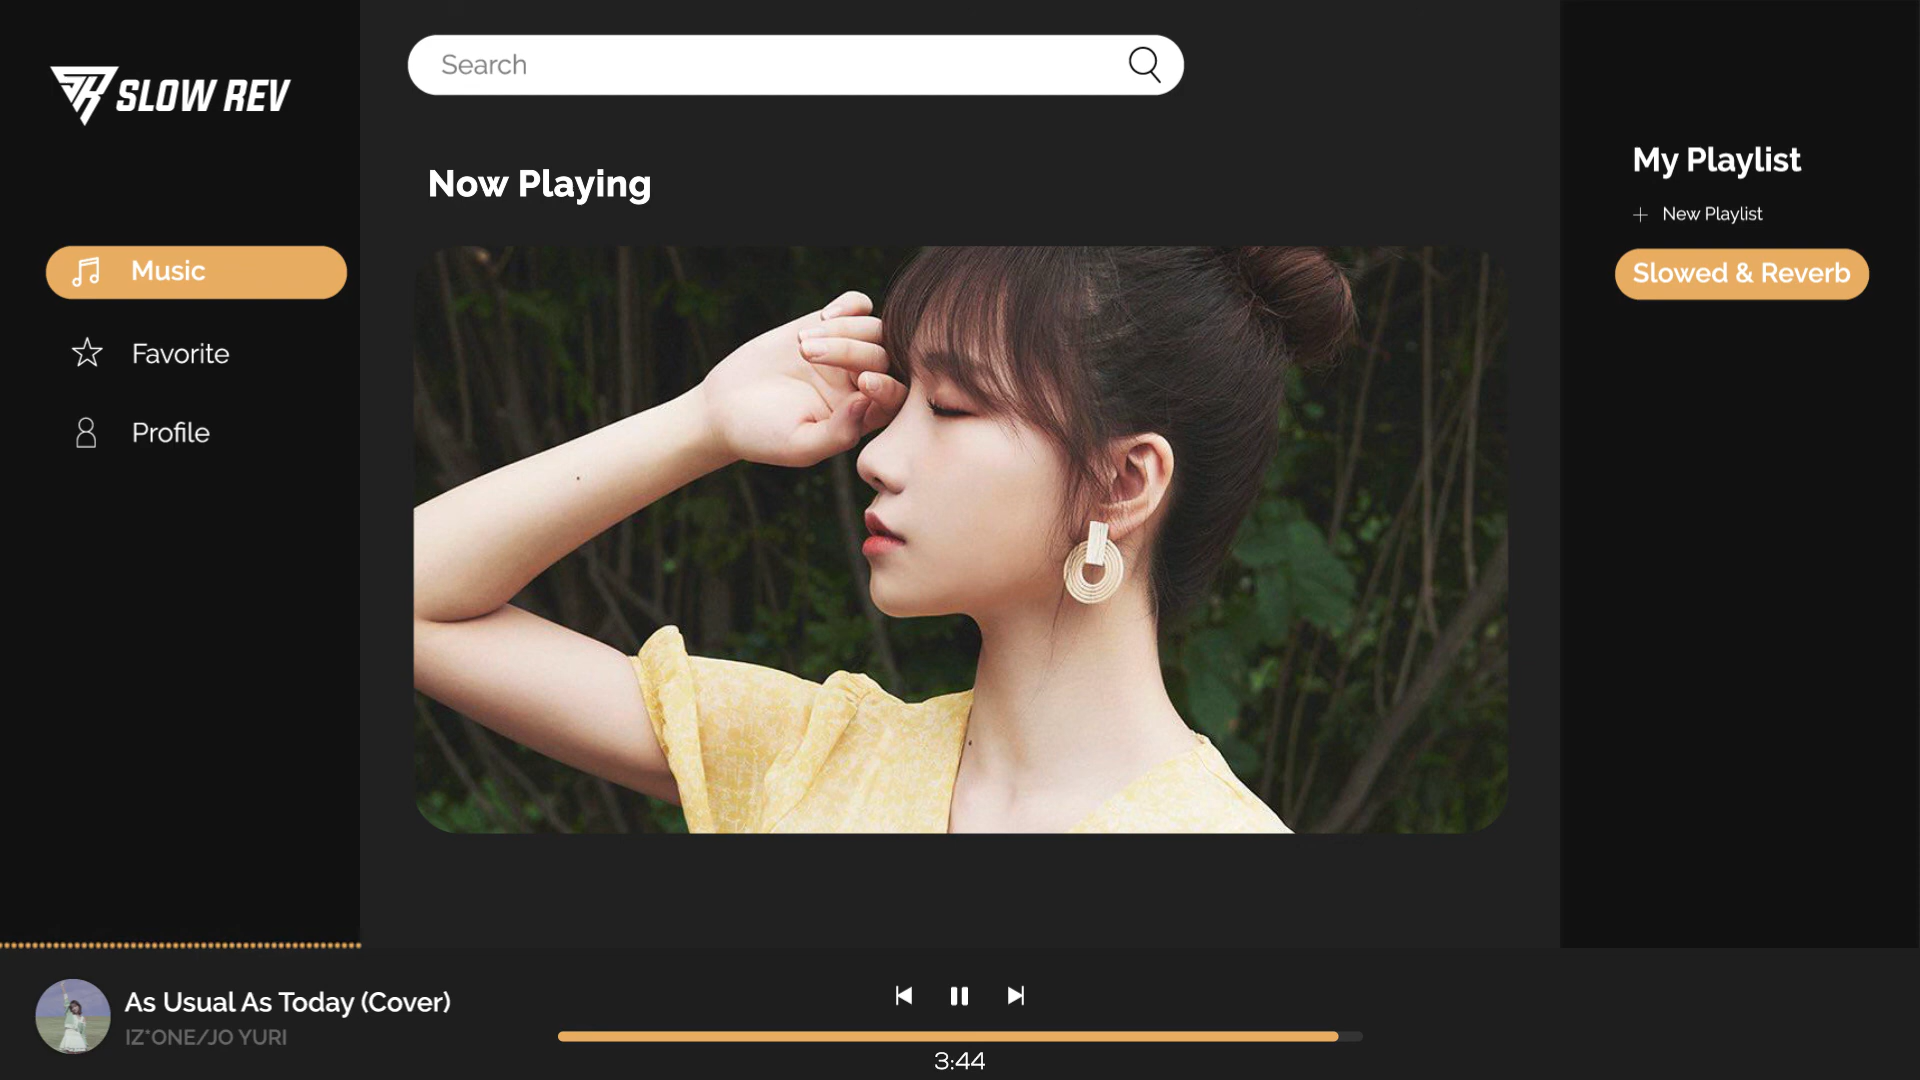 SLOW REV
Music
Favorite
Profile
Search
Now Playing
My Playlist
New Playlist
Slowed & Reverb
As Usual As Today (Cover)
IZ*ONE/JO YURI
3:44